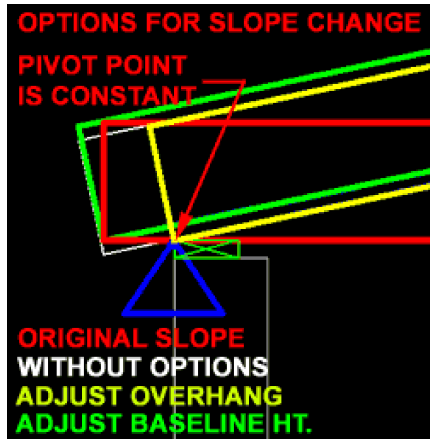 OPTIONS FOR SLOPE CHANGE
PIVOT POINT
IS CONSTANT
ORIGINAL SLOPE
WITHOUT OPTIONS
ADJUST OVERHANG
ADJUST BASELINE HT.